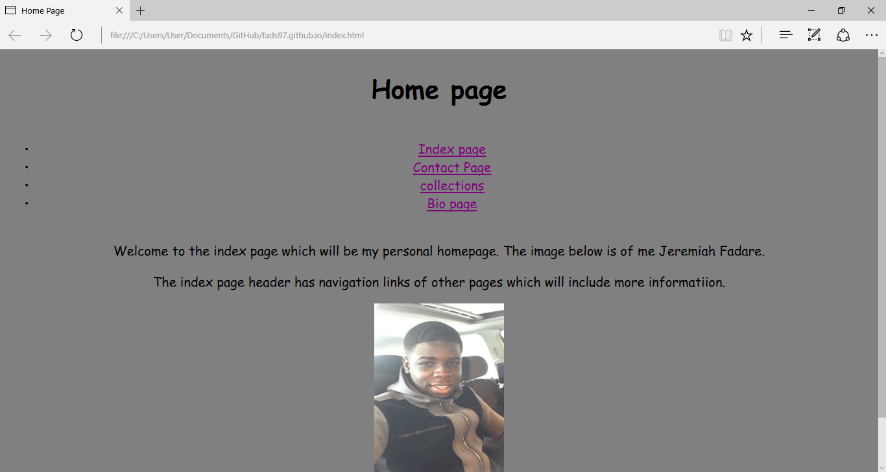 Home Page
file:///C:/Users/User/Documents/GitHub/fads97.github.io/index.html
Home page
Index page
Contact Page
collections
Bio page
Welcome to the index page which will be my personal homepage. The image below is of me Jeremiah Fadare.
The index page header has navigation links of other pages which will include more informatiion.